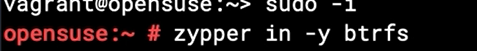 vagrant@opensuse:~> sudo -i
opensuse:~ # zypper in -y btrfs